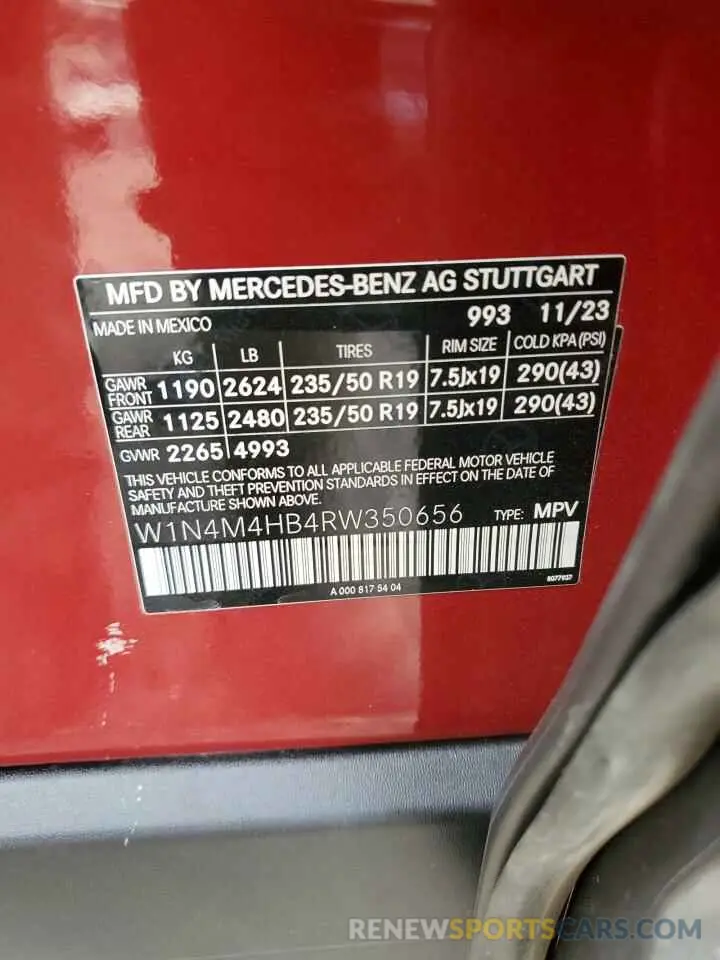 MFD BY MERCEDES-BENZ AG STUTTGART
MADE IN MEXICO 993 11/23
KG LB TIRES RIM SIZE COLD KPA (PSI)
GAWR FRONT 1190 2624 235/50 R19 7.5Jx19 290(43)
GAWR REAR 1125 2480 235/50 R19 7.5Jx19 290(43)
GVWR 2265 4993
THIS VEHICLE CONFORMS TO ALL APPLICABLE FEDERAL MOTOR VEHICLE
SAFETY AND THEFT PREVENTION STANDARDS IN EFFECT ON THE DATE OF
MANUFACTURE SHOWN ABOVE.
W1N4M4HB4RW350656 TYPE: MPV
A 000 817 54 04
RENEWSPORTSCARS.COM